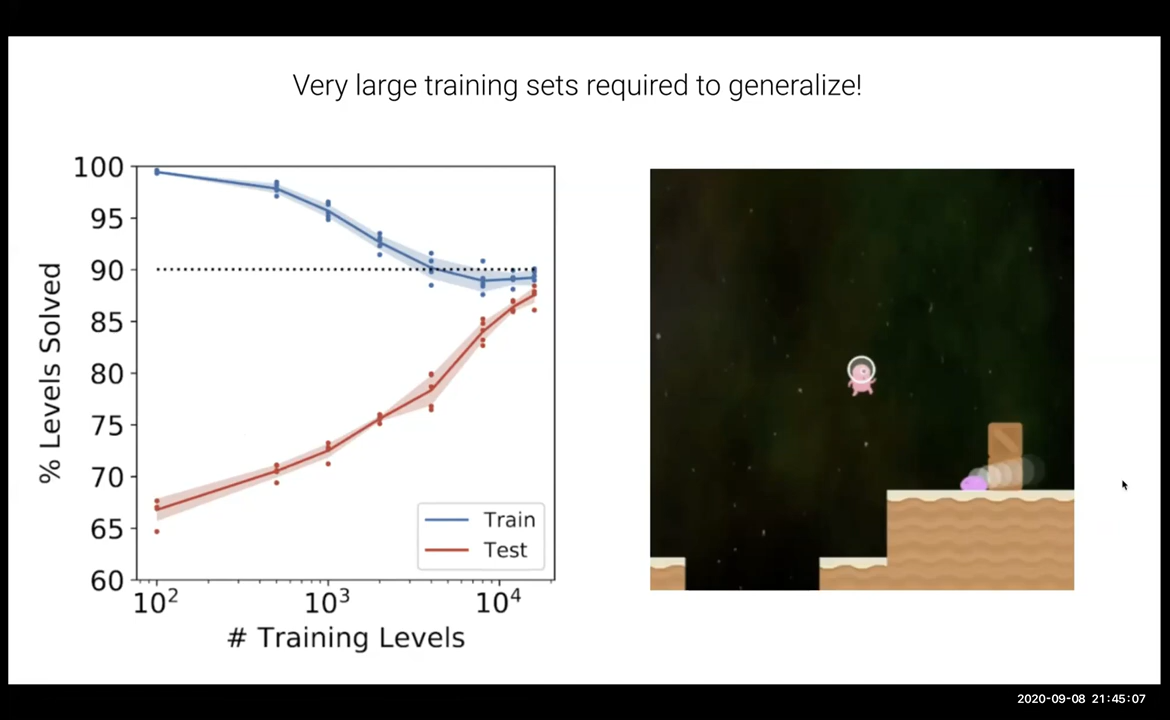 Very large training sets required to generalize!
100
95
90
85
80
75
70
65
60
% Levels Solved
Train
Test
10²
10³
10⁴
# Training Levels
2020-09-08 21:45:07